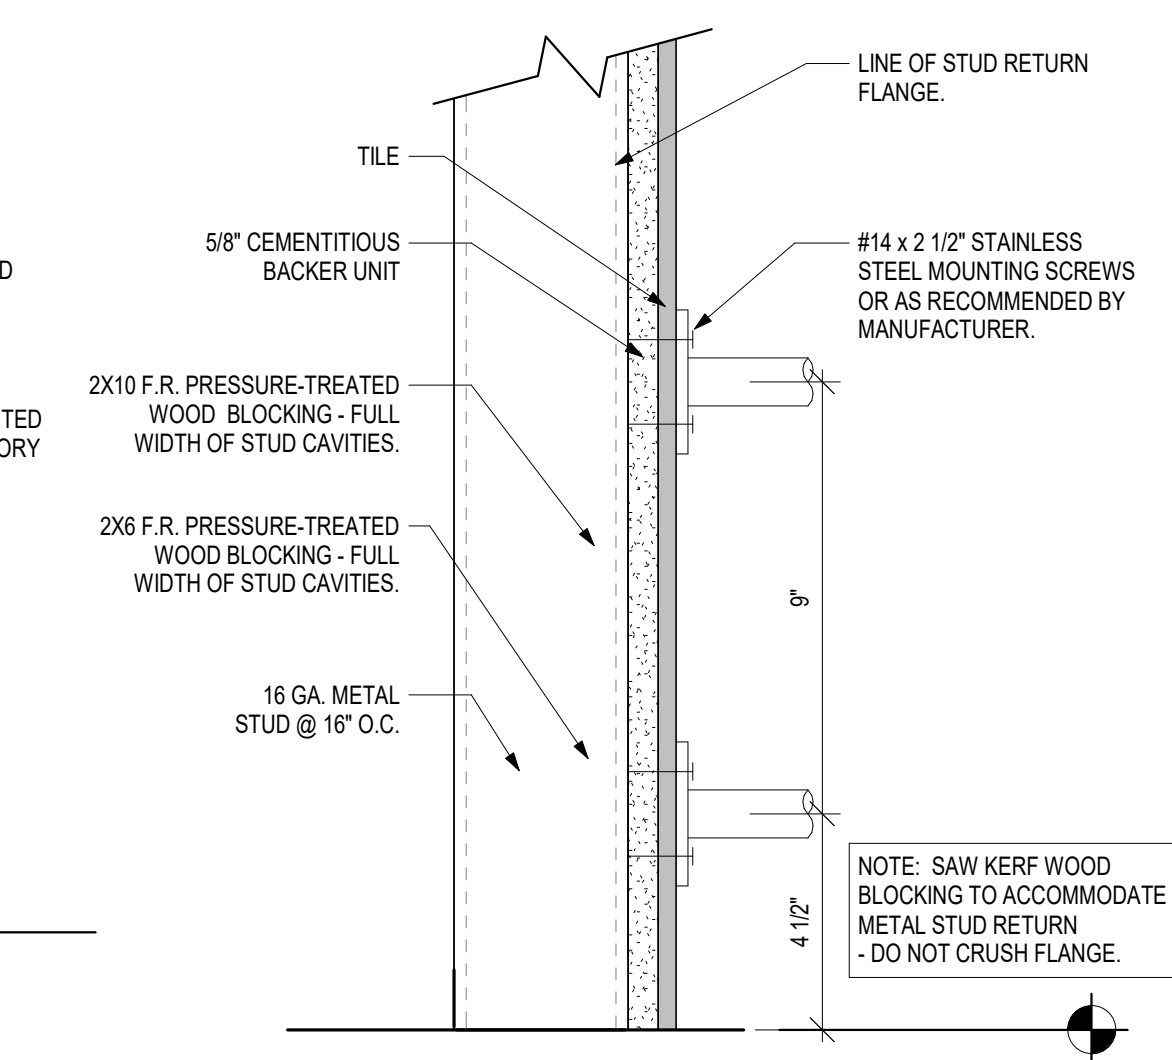 LINE OF STUD RETURN
FLANGE.
TILE
5/8" CEMENTITIOUS
BACKER UNIT
#14 x 2 1/2" STAINLESS
STEEL MOUNTING SCREWS
OR AS RECOMMENDED BY
MANUFACTURER.
D
2X10 F.R. PRESSURE-TREATED
WOOD BLOCKING - FULL
WIDTH OF STUD CAVITIES.
TED
ORY
2X6 F.R. PRESSURE-TREATED
WOOD BLOCKING - FULL
WIDTH OF STUD CAVITIES.
9"
16 GA. METAL
STUD @ 16" O.C.
4 1/2"
NOTE: SAW KERF WOOD
BLOCKING TO ACCOMMODATE
METAL STUD RETURN
- DO NOT CRUSH FLANGE.